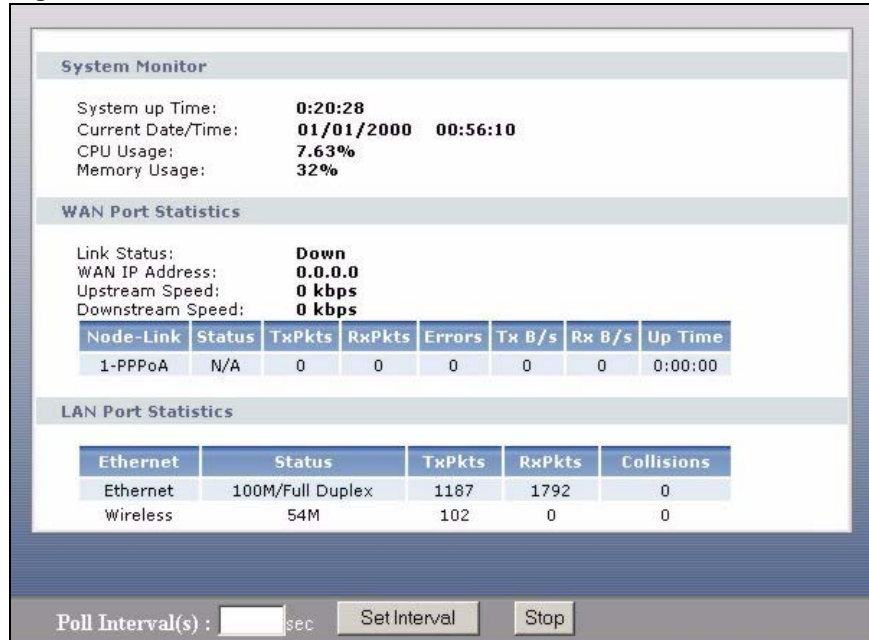 System Monitor
System up Time: 0:20:28
Current Date/Time: 01/01/2000 00:56:10
CPU Usage: 7.63%
Memory Usage: 32%
WAN Port Statistics
Link Status: Down
WAN IP Address: 0.0.0.0
Upstream Speed: 0 kbps
Downstream Speed: 0 kbps
Node-Link Status TxPkts RxPkts Errors Tx B/s Rx B/s Up Time
1-PPPoA N/A 0 0 0 0 0 0:00:00
LAN Port Statistics
Ethernet Status TxPkts RxPkts Collisions
Ethernet 100M/Full Duplex 1187 1792 0
Wireless 54M 102 0 0
Poll Interval(s) : sec Set Interval Stop